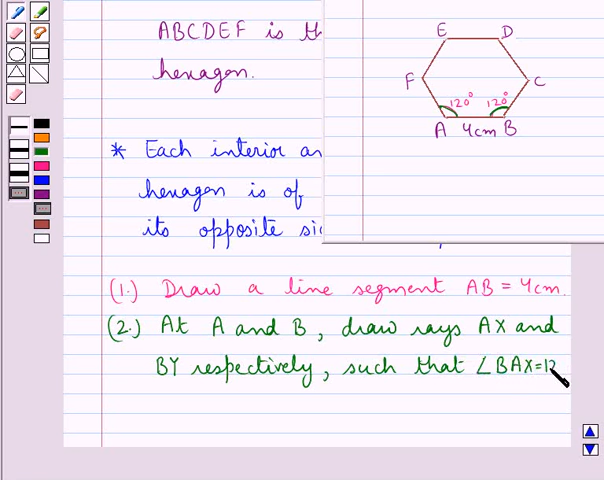 ABCDEF is th
hexagon.
* Each interior an
hexagon is of
its opposite sid
E D
F C
120° 120°
A 4cm B
(1.) Draw a line segment AB = 4cm.
(2.) At A and B, draw rays AX and
BY respectively, such that ∠BAX=12